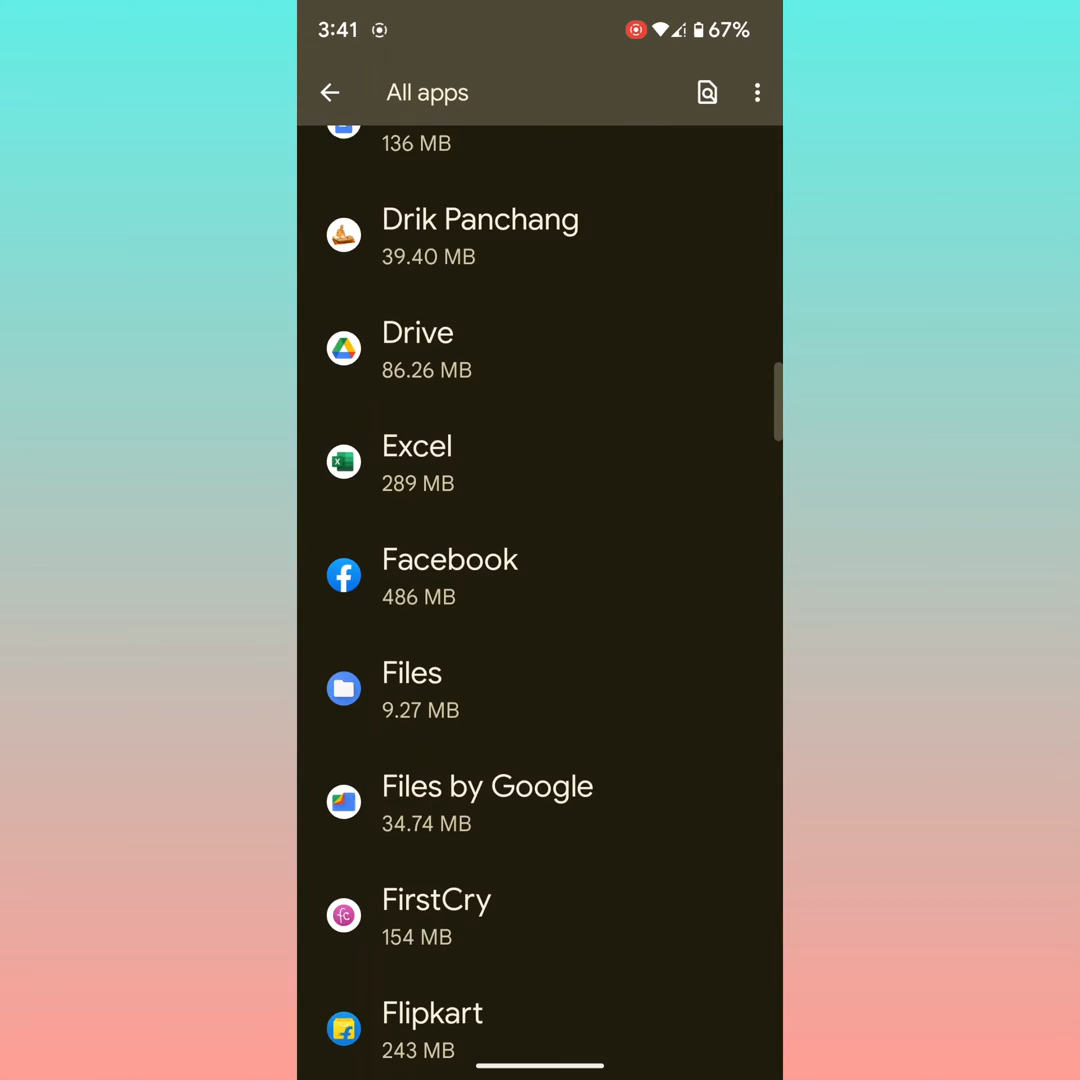 3:41
67%
All apps
136 MB
Drik Panchang
39.40 MB
Drive
86.26 MB
Excel
289 MB
Facebook
486 MB
Files
9.27 MB
Files by Google
34.74 MB
FirstCry
154 MB
Flipkart
243 MB